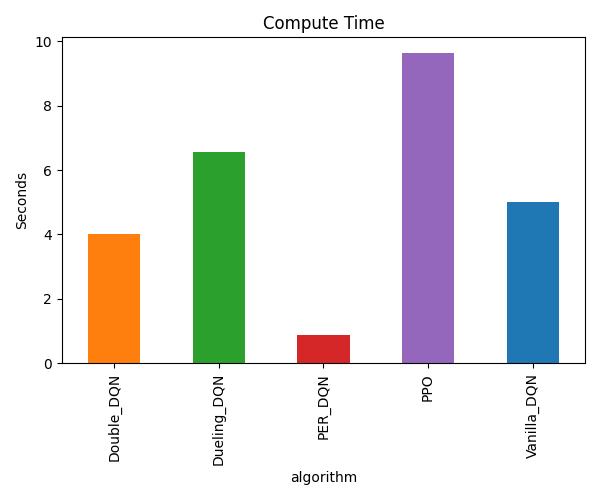 Compute Time
Seconds
10
8
6
4
2
0
Double_DQN
Dueling_DQN
PER_DQN
PPO
Vanilla_DQN
algorithm